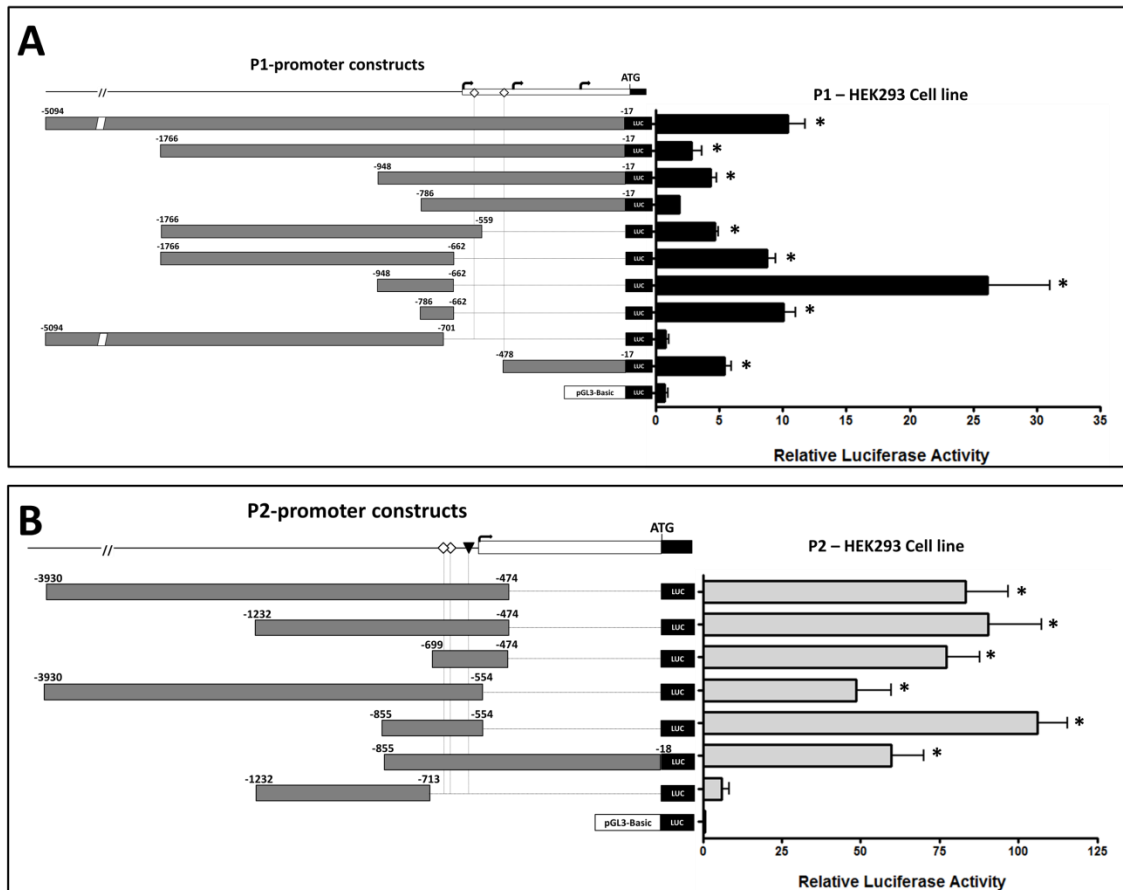 A
P1-promoter constructs
ATG
//
P1 – HEK293 Cell line
-5094 -17
LUC *
-1766 -17
LUC *
-948 -17
LUC *
-786 -17
LUC
-1766 -559
LUC *
-1766 -662
LUC *
-948 -662
LUC *
-786 -662
LUC *
-5094 -701
LUC
-478 -17
LUC *
pGL3-Basic LUC
0 5 10 15 20 25 30 35
Relative Luciferase Activity
B
P2-promoter constructs
ATG
//
P2 – HEK293 Cell line
-3930 -474
LUC *
-1232 -474
LUC *
-699 -474
LUC *
-3930 -554
LUC *
-855 -554
LUC *
-855 -18
LUC *
-1232 -713
LUC
pGL3-Basic LUC
0 25 50 75 100 125
Relative Luciferase Activity